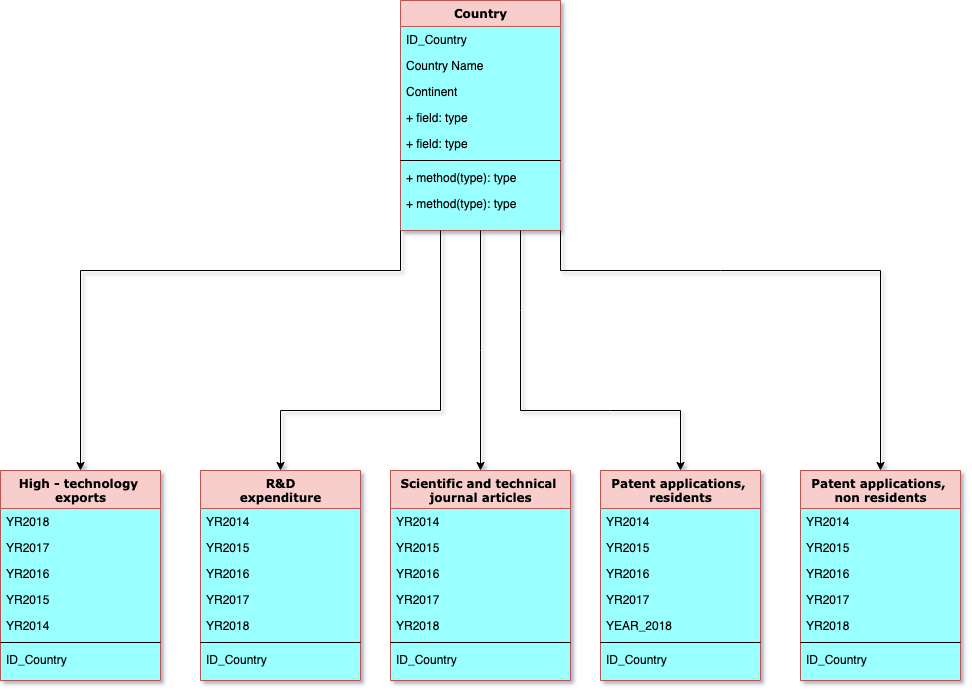 Country
ID_Country
Country Name
Continent
+ field: type
+ field: type
+ method(type): type
+ method(type): type
High - technology
exports
YR2018
YR2017
YR2016
YR2015
YR2014
ID_Country
R&D
expenditure
YR2014
YR2015
YR2016
YR2017
YR2018
ID_Country
Scientific and technical
journal articles
YR2014
YR2015
YR2016
YR2017
YR2018
ID_Country
Patent applications,
residents
YR2014
YR2015
YR2016
YR2017
YEAR_2018
ID_Country
Patent applications,
non residents
YR2014
YR2015
YR2016
YR2017
YR2018
ID_Country